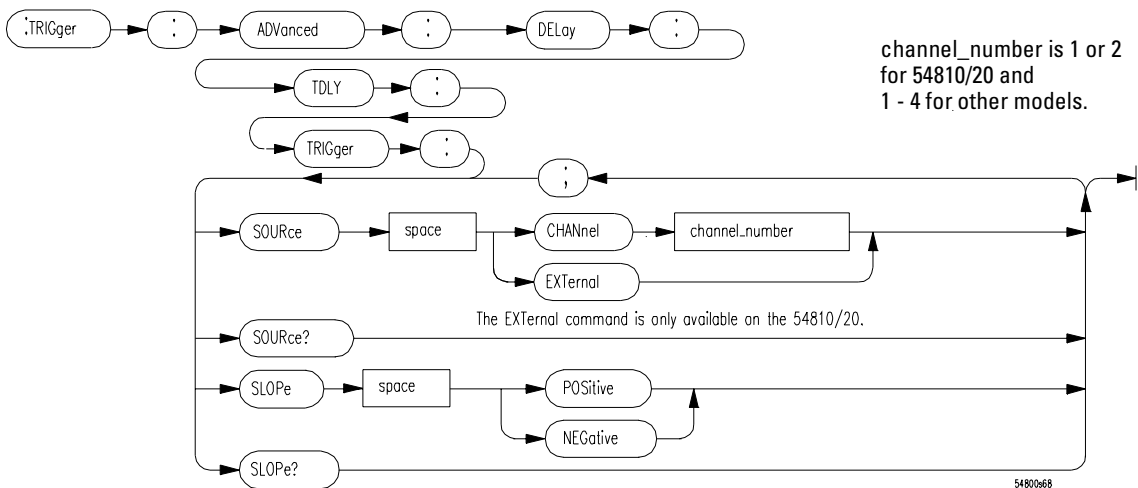 :TRIGger : ADVanced : DELay :
channel_number is 1 or 2
for 54810/20 and
1 - 4 for other models.
TDLY :
TRIGger :
;
SOURce space CHANnel channel_number
EXTernal
The EXTernal command is only available on the 54810/20.
SOURce?
SLOPe space POSitive
NEGative
SLOPe?
54800s68